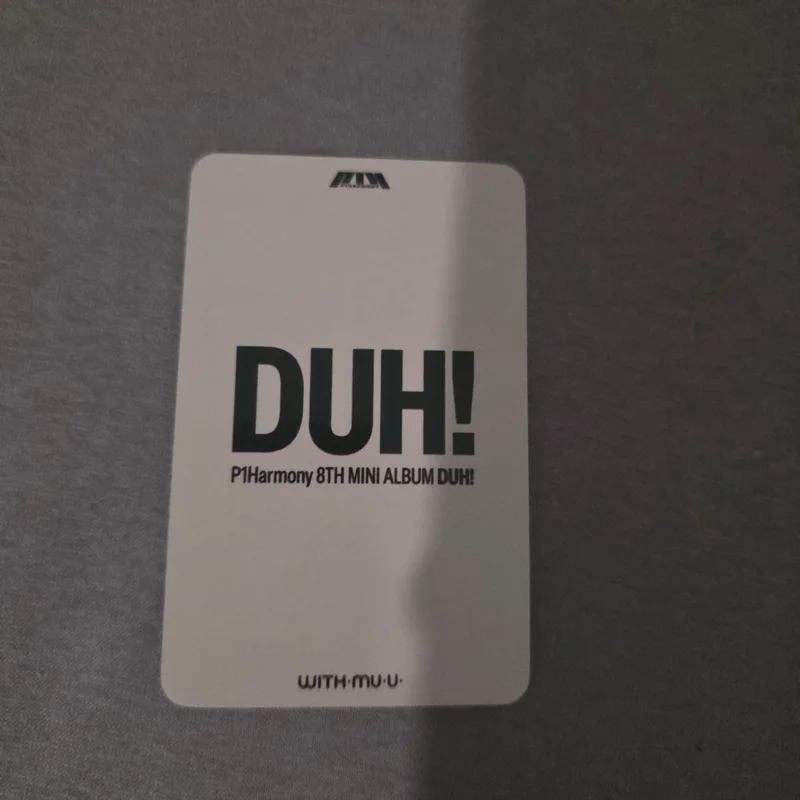 DUH!
P1Harmony 8TH MINI ALBUM DUH!
WITH·MU·U·